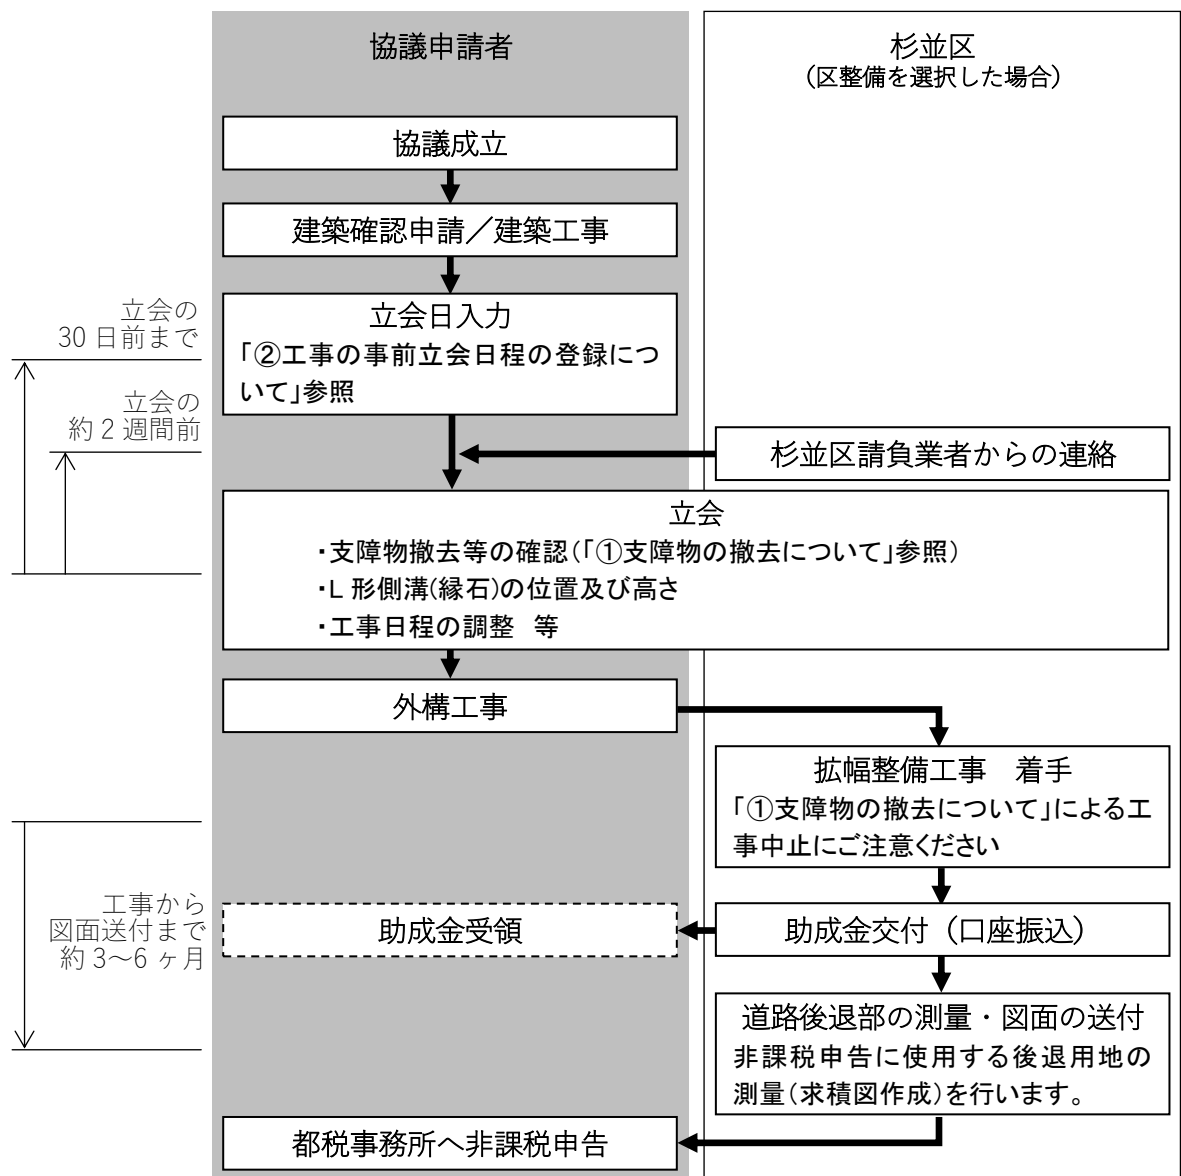 協議申請者
杉並区
（区整備を選択した場合）
協議成立
建築確認申請／建築工事
立会の
30日前まで
立会日入力
「②工事の事前立会日程の登録につ
いて」参照
立会の
約2週間前
杉並区請負業者からの連絡
立会
・支障物撤去等の確認（「①支障物の撤去について」参照）
・L形側溝(縁石)の位置及び高さ
・工事日程の調整　等
外構工事
拡幅整備工事　着手
「①支障物の撤去について」による工
事中止にご注意ください
工事から
図面送付まで
約3～6ヶ月
助成金受領
助成金交付（口座振込）
道路後退部の測量・図面の送付
非課税申告に使用する後退用地の
測量（求積図作成）を行います。
都税事務所へ非課税申告